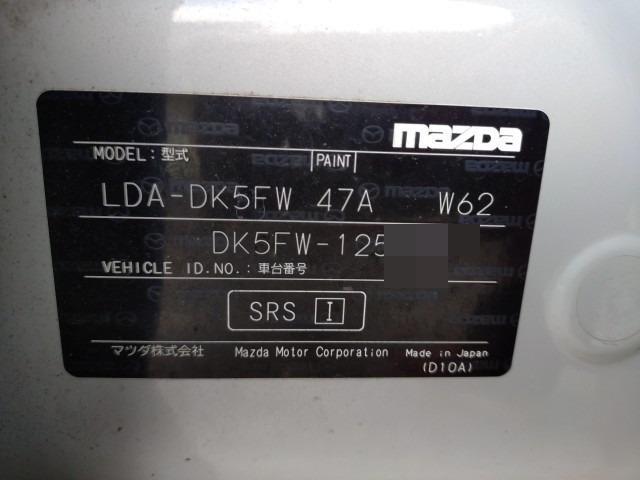 mazda
MODEL: 型式 PAINT
LDA-DK5FW 47A W62
DK5FW-125
VEHICLE ID.NO.: 車台番号
SRS I
マツダ株式会社 Mazda Motor Corporation Made in Japan
(D10A)